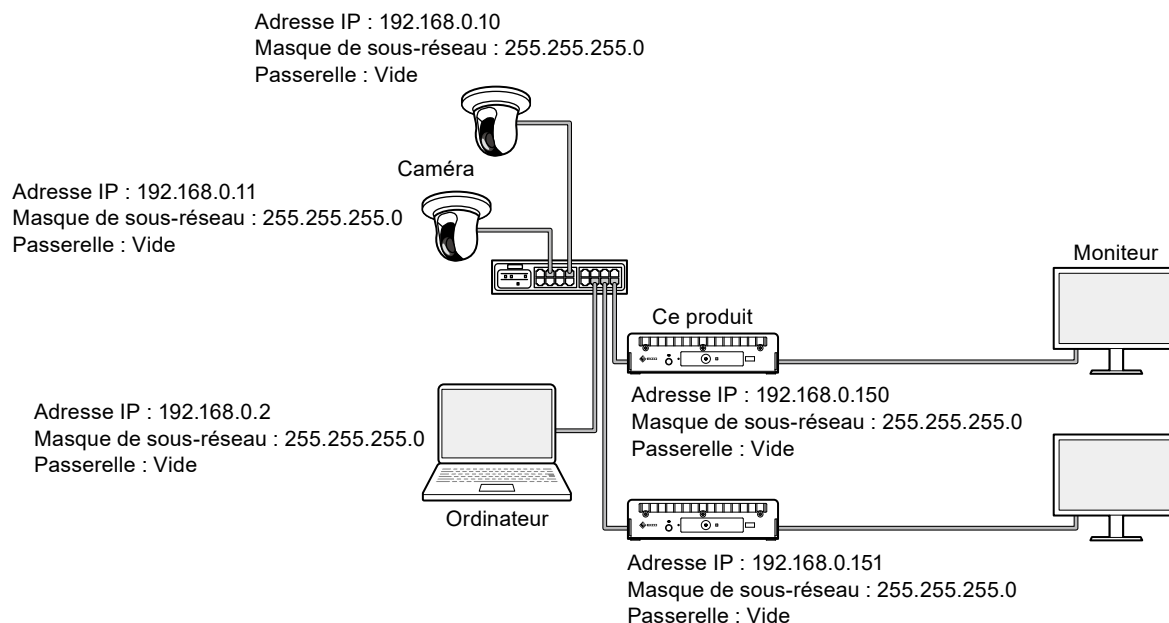 Adresse IP : 192.168.0.10
Masque de sous-réseau : 255.255.255.0
Passerelle : Vide
Caméra
Adresse IP : 192.168.0.11
Masque de sous-réseau : 255.255.255.0
Passerelle : Vide
Moniteur
Ce produit
Adresse IP : 192.168.0.150
Masque de sous-réseau : 255.255.255.0
Passerelle : Vide
Adresse IP : 192.168.0.2
Masque de sous-réseau : 255.255.255.0
Passerelle : Vide
Ordinateur
Adresse IP : 192.168.0.151
Masque de sous-réseau : 255.255.255.0
Passerelle : Vide